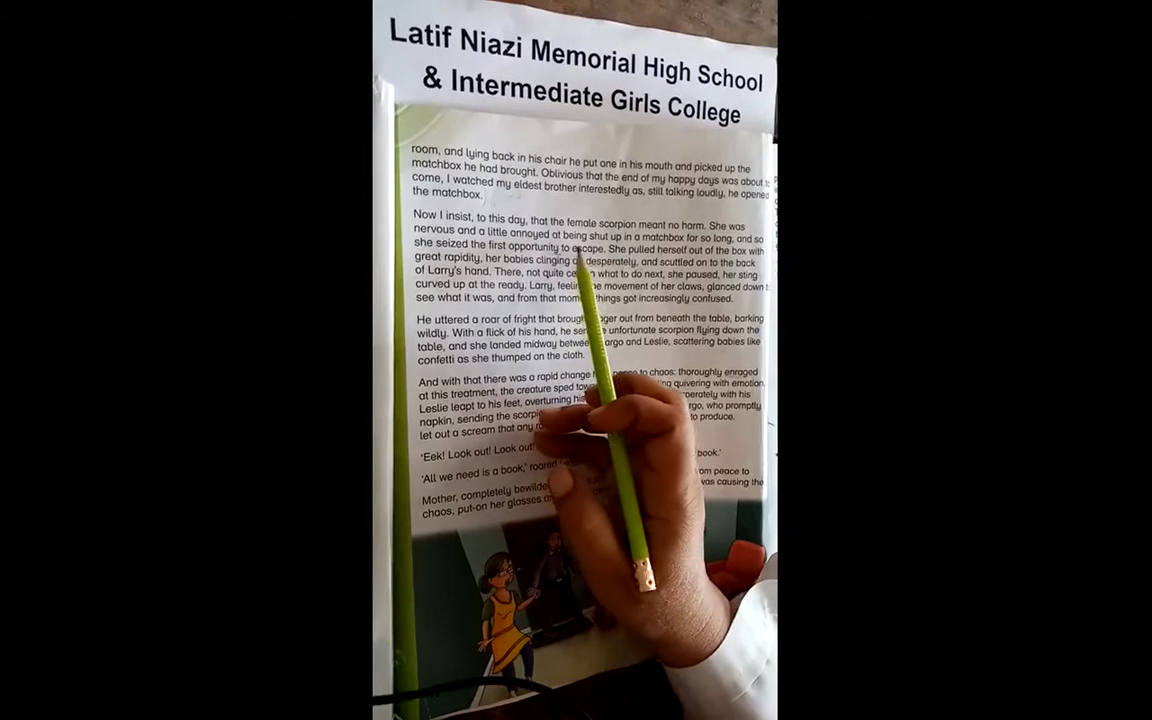 Latif Niazi Memorial High School
& Intermediate Girls College
room, and lying back in his chair he put one in his mouth and picked up the
matchbox he had brought. Oblivious that the end of my happy days was about to
come, I watched my eldest brother interestedly as, still talking loudly, he opened
the matchbox.
Now I insist, to this day, that the female scorpion meant no harm. She was
nervous and a little annoyed at being shut up in a matchbox for so long, and so
she seized the first opportunity to escape. She pulled herself out of the box with
great rapidity, her babies clinging desperately, and scuttled on to the back
of Larry's hand. There, not quite what to do next, she paused, her sting
curved up at the ready. Larry, movement of her claws, glanced down
see what it was, and from that things got increasingly confused.
He uttered a roar of fright that out from beneath the table, barking
wildly. With a flick of his hand, he unfortunate scorpion flying down the
table, and she landed midway and Leslie, scattering babies like
confetti as she thumped on the cloth.
And with that there was a rapid change to chaos: thoroughly enraged
at this treatment, the creature sped quivering with emotion.
Leslie leapt to his feet, overturning with his
napkin, sending the who promptly
let out a scream that any to produce.
'Eek! Look out! Look out! book.'
'All we need is a book,' roared om peace to
Mother, completely was causing the
chaos, put-on her glasses